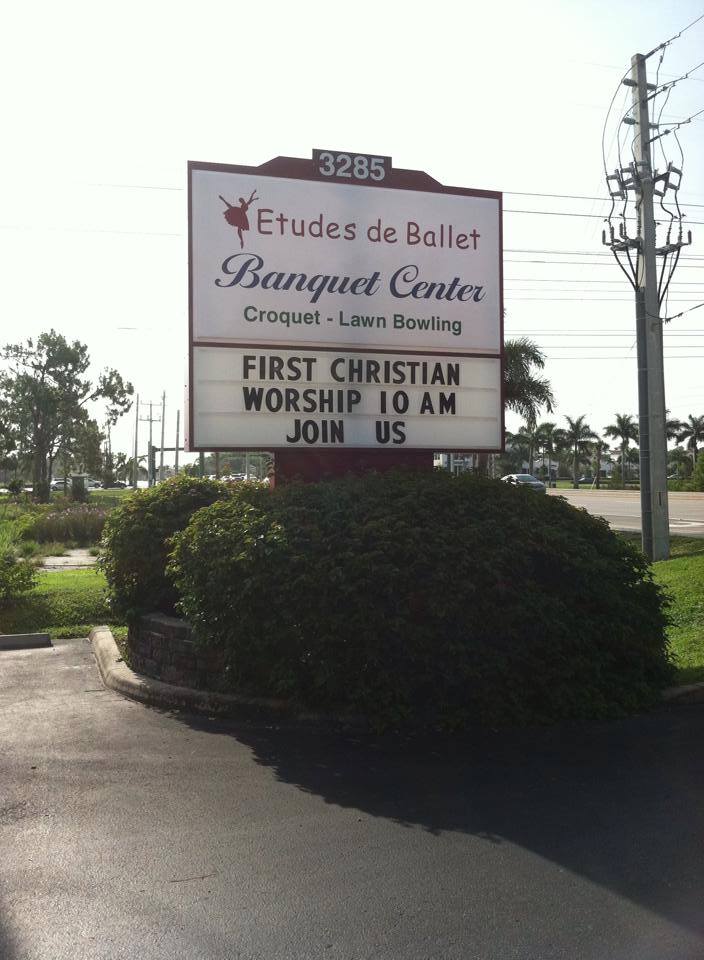 3285
Etudes de Ballet
Banquet Center
Croquet - Lawn Bowling
FIRST CHRISTIAN
WORSHIP 10 AM
JOIN US